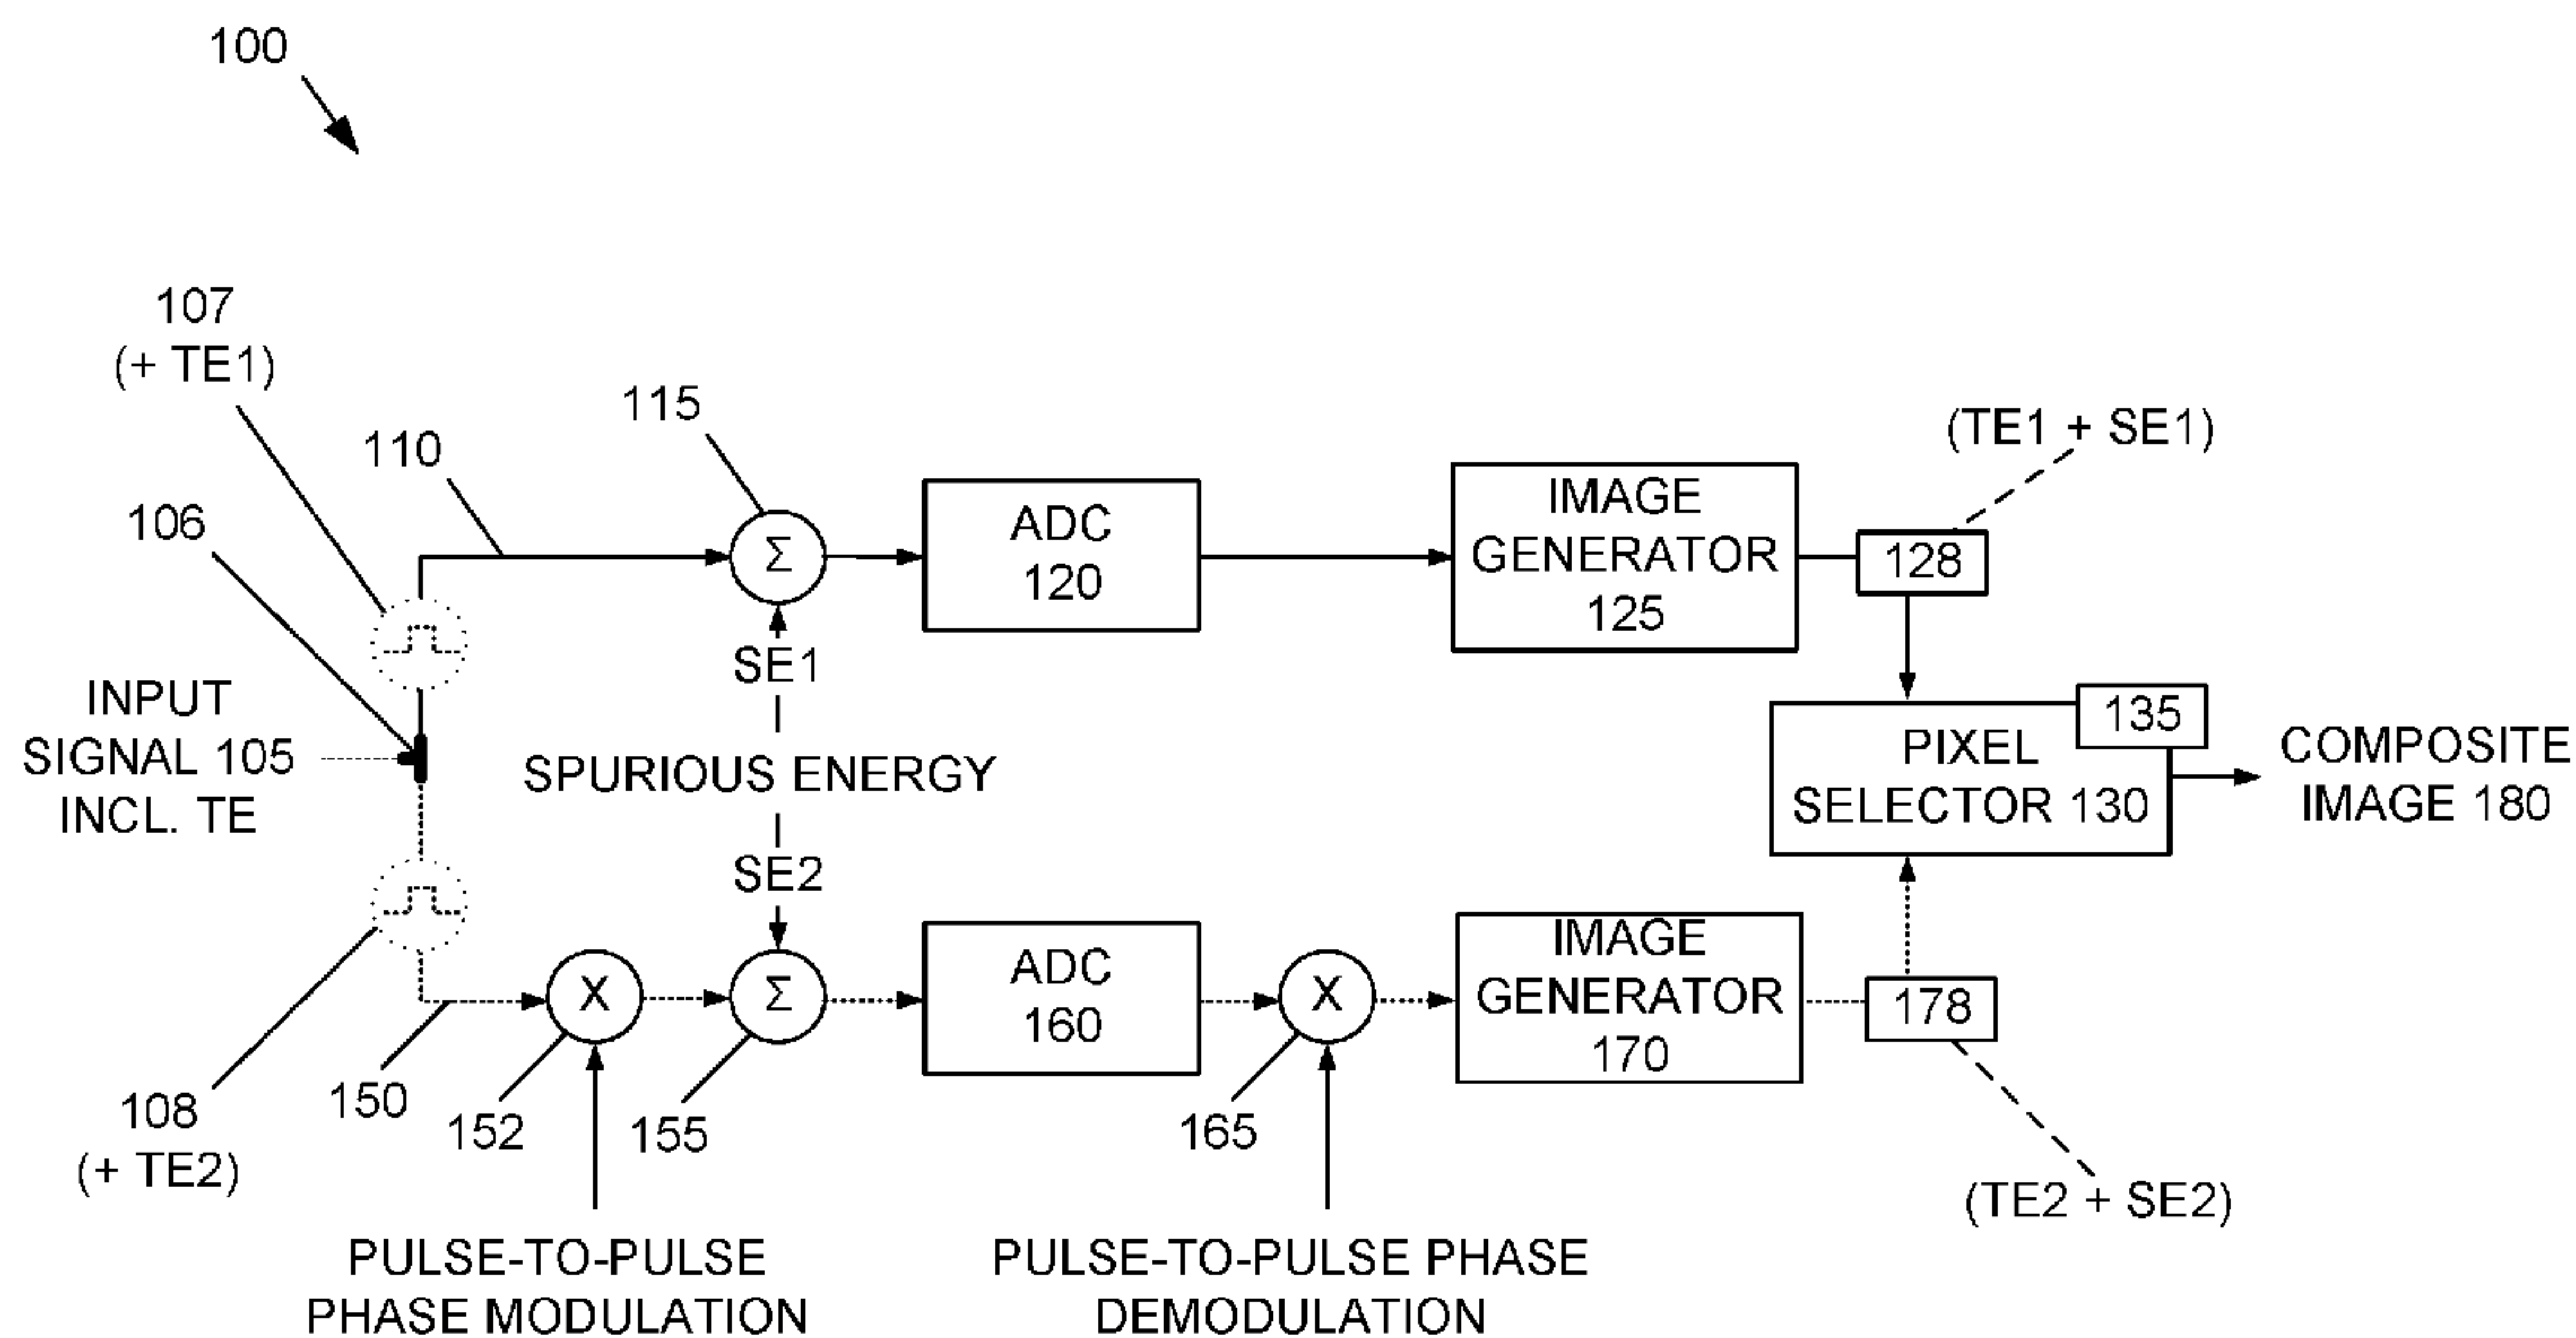 100
107
(+ TE1)
115
110
(TE1 + SE1)
106
ADC
120
IMAGE
GENERATOR
125
128
Σ
SE1
INPUT
SIGNAL 105
INCL. TE
SPURIOUS ENERGY
135
PIXEL
SELECTOR 130
COMPOSITE
IMAGE 180
SE2
X
Σ
ADC
160
X
IMAGE
GENERATOR
170
178
108
(+ TE2)
150
152
155
165
(TE2 + SE2)
PULSE-TO-PULSE
PHASE MODULATION
PULSE-TO-PULSE PHASE
DEMODULATION